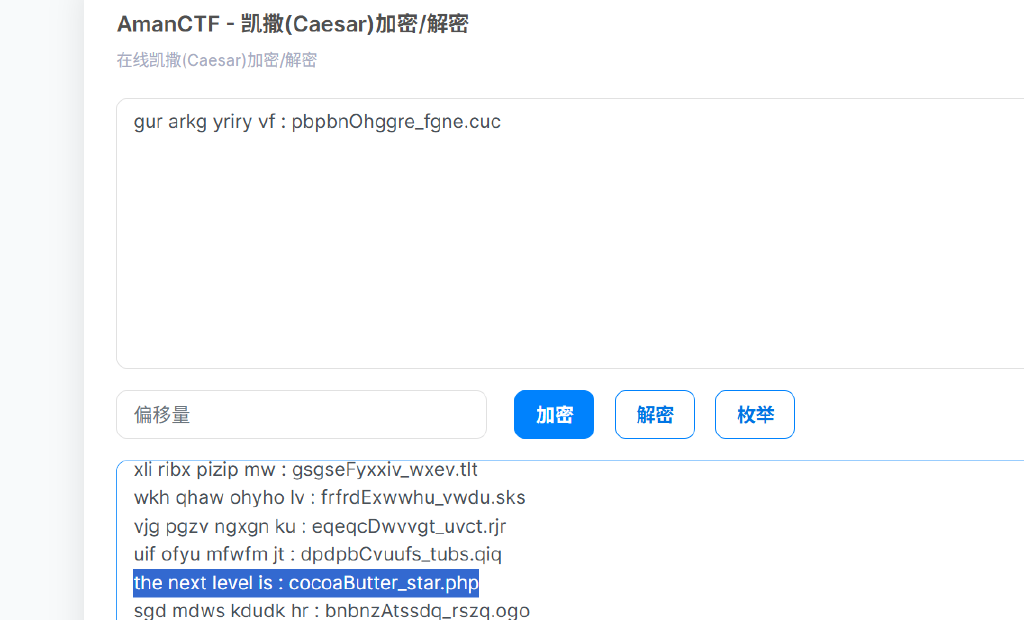 AmanCTF - 凯撒(Caesar)加密/解密
在线凯撒(Caesar)加密/解密
gur arkg yriry vf : pbpbnOhggre_fgne.cuc
偏移量
加密
解密
枚举
xli ribx pizip mw : gsgseFyxxiv_wxev.tlt
wkh qhaw ohyho lv : frfrdExwwhu_vwdu.sks
vjg pgzv ngxgn ku : eqeqcDwvvgt_uvct.rjr
uif ofyu mfwfm jt : dpdpbCvuufs_tubs.qiq
the next level is : cocoaButter_star.php
sgd mdws kdudk hr : bnbnzAtssdq_rszq.ogo